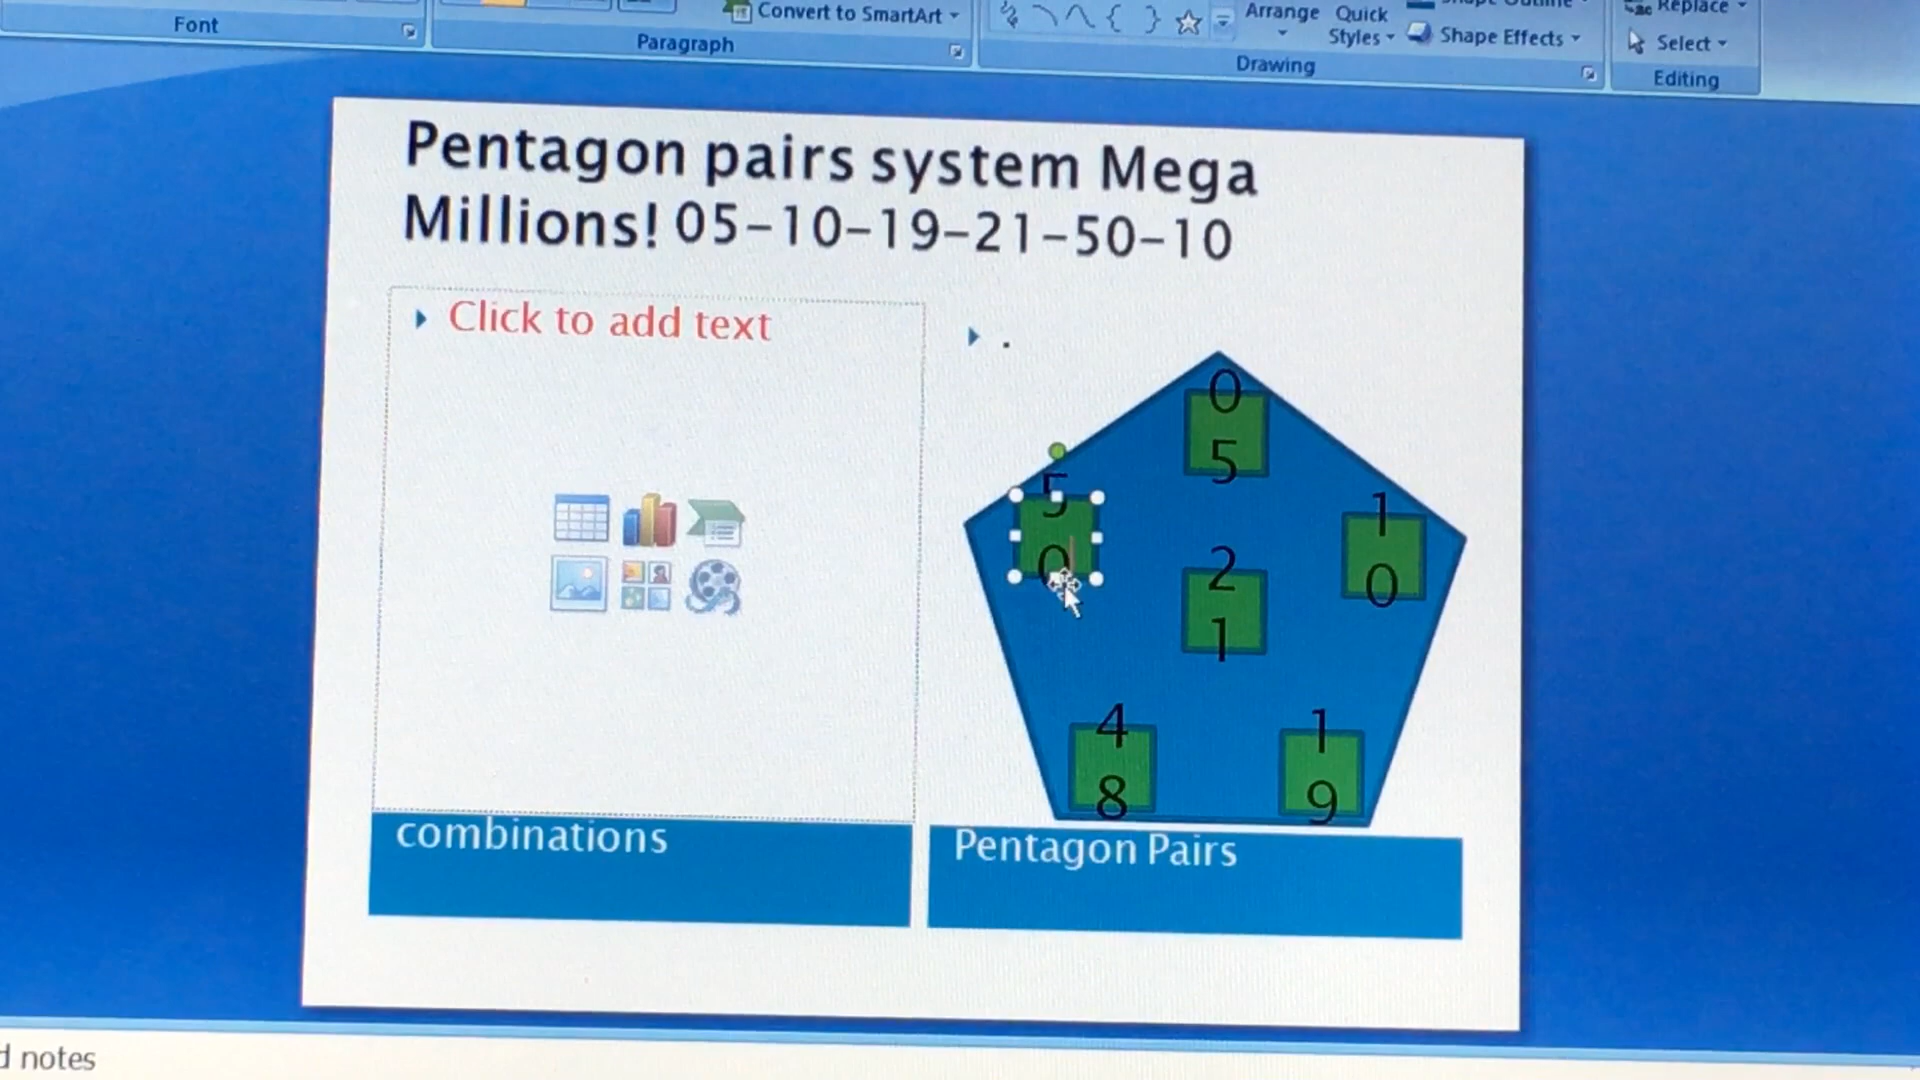 Font
Convert to SmartArt
Paragraph
Arrange
Quick
Styles
Shape Effects
Drawing
Replace
Select
Editing
Pentagon pairs system Mega
Millions! 05-10-19-21-50-10
Click to add text
.
0
5
5
0
1
0
2
1
4
8
1
9
combinations
Pentagon Pairs
notes